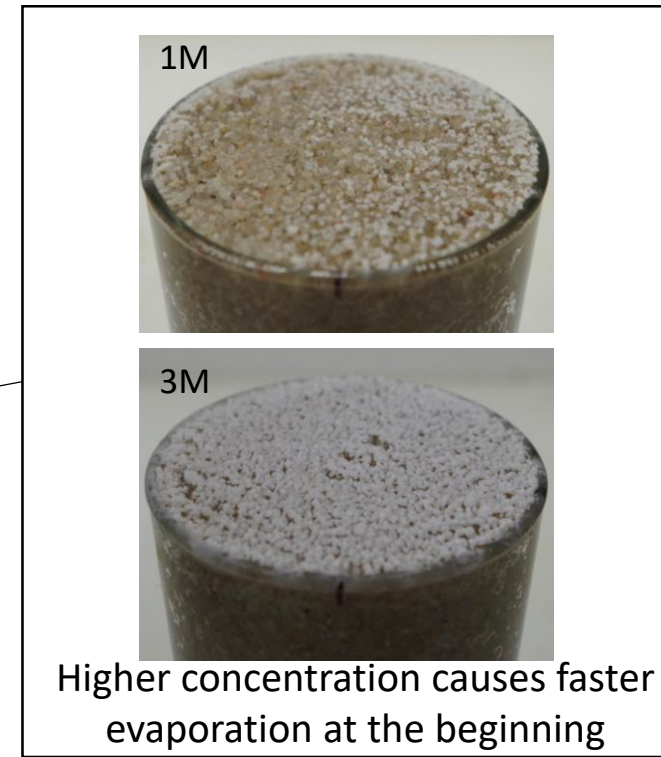 1M
3M
Higher concentration causes faster
evaporation at the beginning